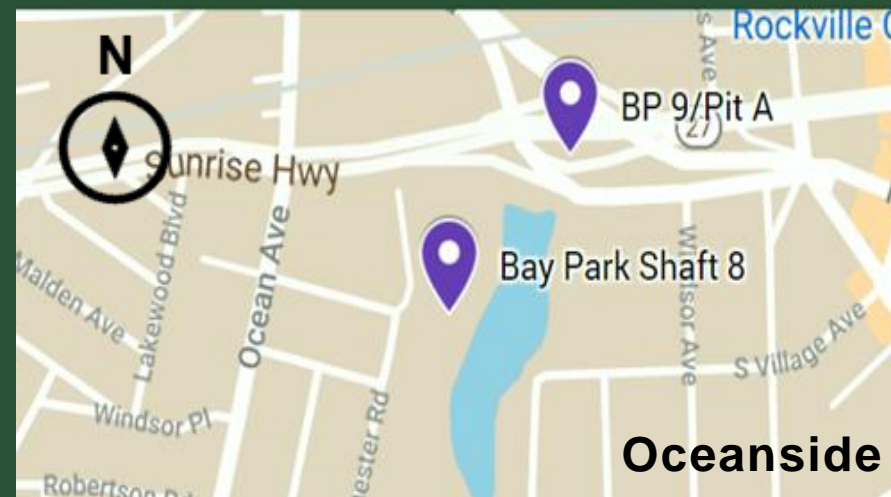 N
Rockville
BP 9/Pit A
27
Sunrise Hwy
Bay Park Shaft 8
Lakewood Blvd
Ocean Ave
Malden Ave
Windsor Ave
S Village Ave
Windsor Pl
Oceanside
Robertson